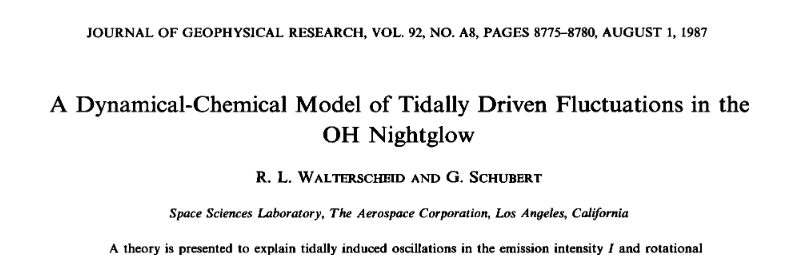 JOURNAL OF GEOPHYSICAL RESEARCH, VOL. 92, NO. A8, PAGES 8775–8780, AUGUST 1, 1987
A Dynamical-Chemical Model of Tidally Driven Fluctuations in the
OH Nightglow
R. L. WALTERSCHEID AND G. SCHUBERT
Space Sciences Laboratory, The Aerospace Corporation, Los Angeles, California
A theory is presented to explain tidally induced oscillations in the emission intensity I and rotational